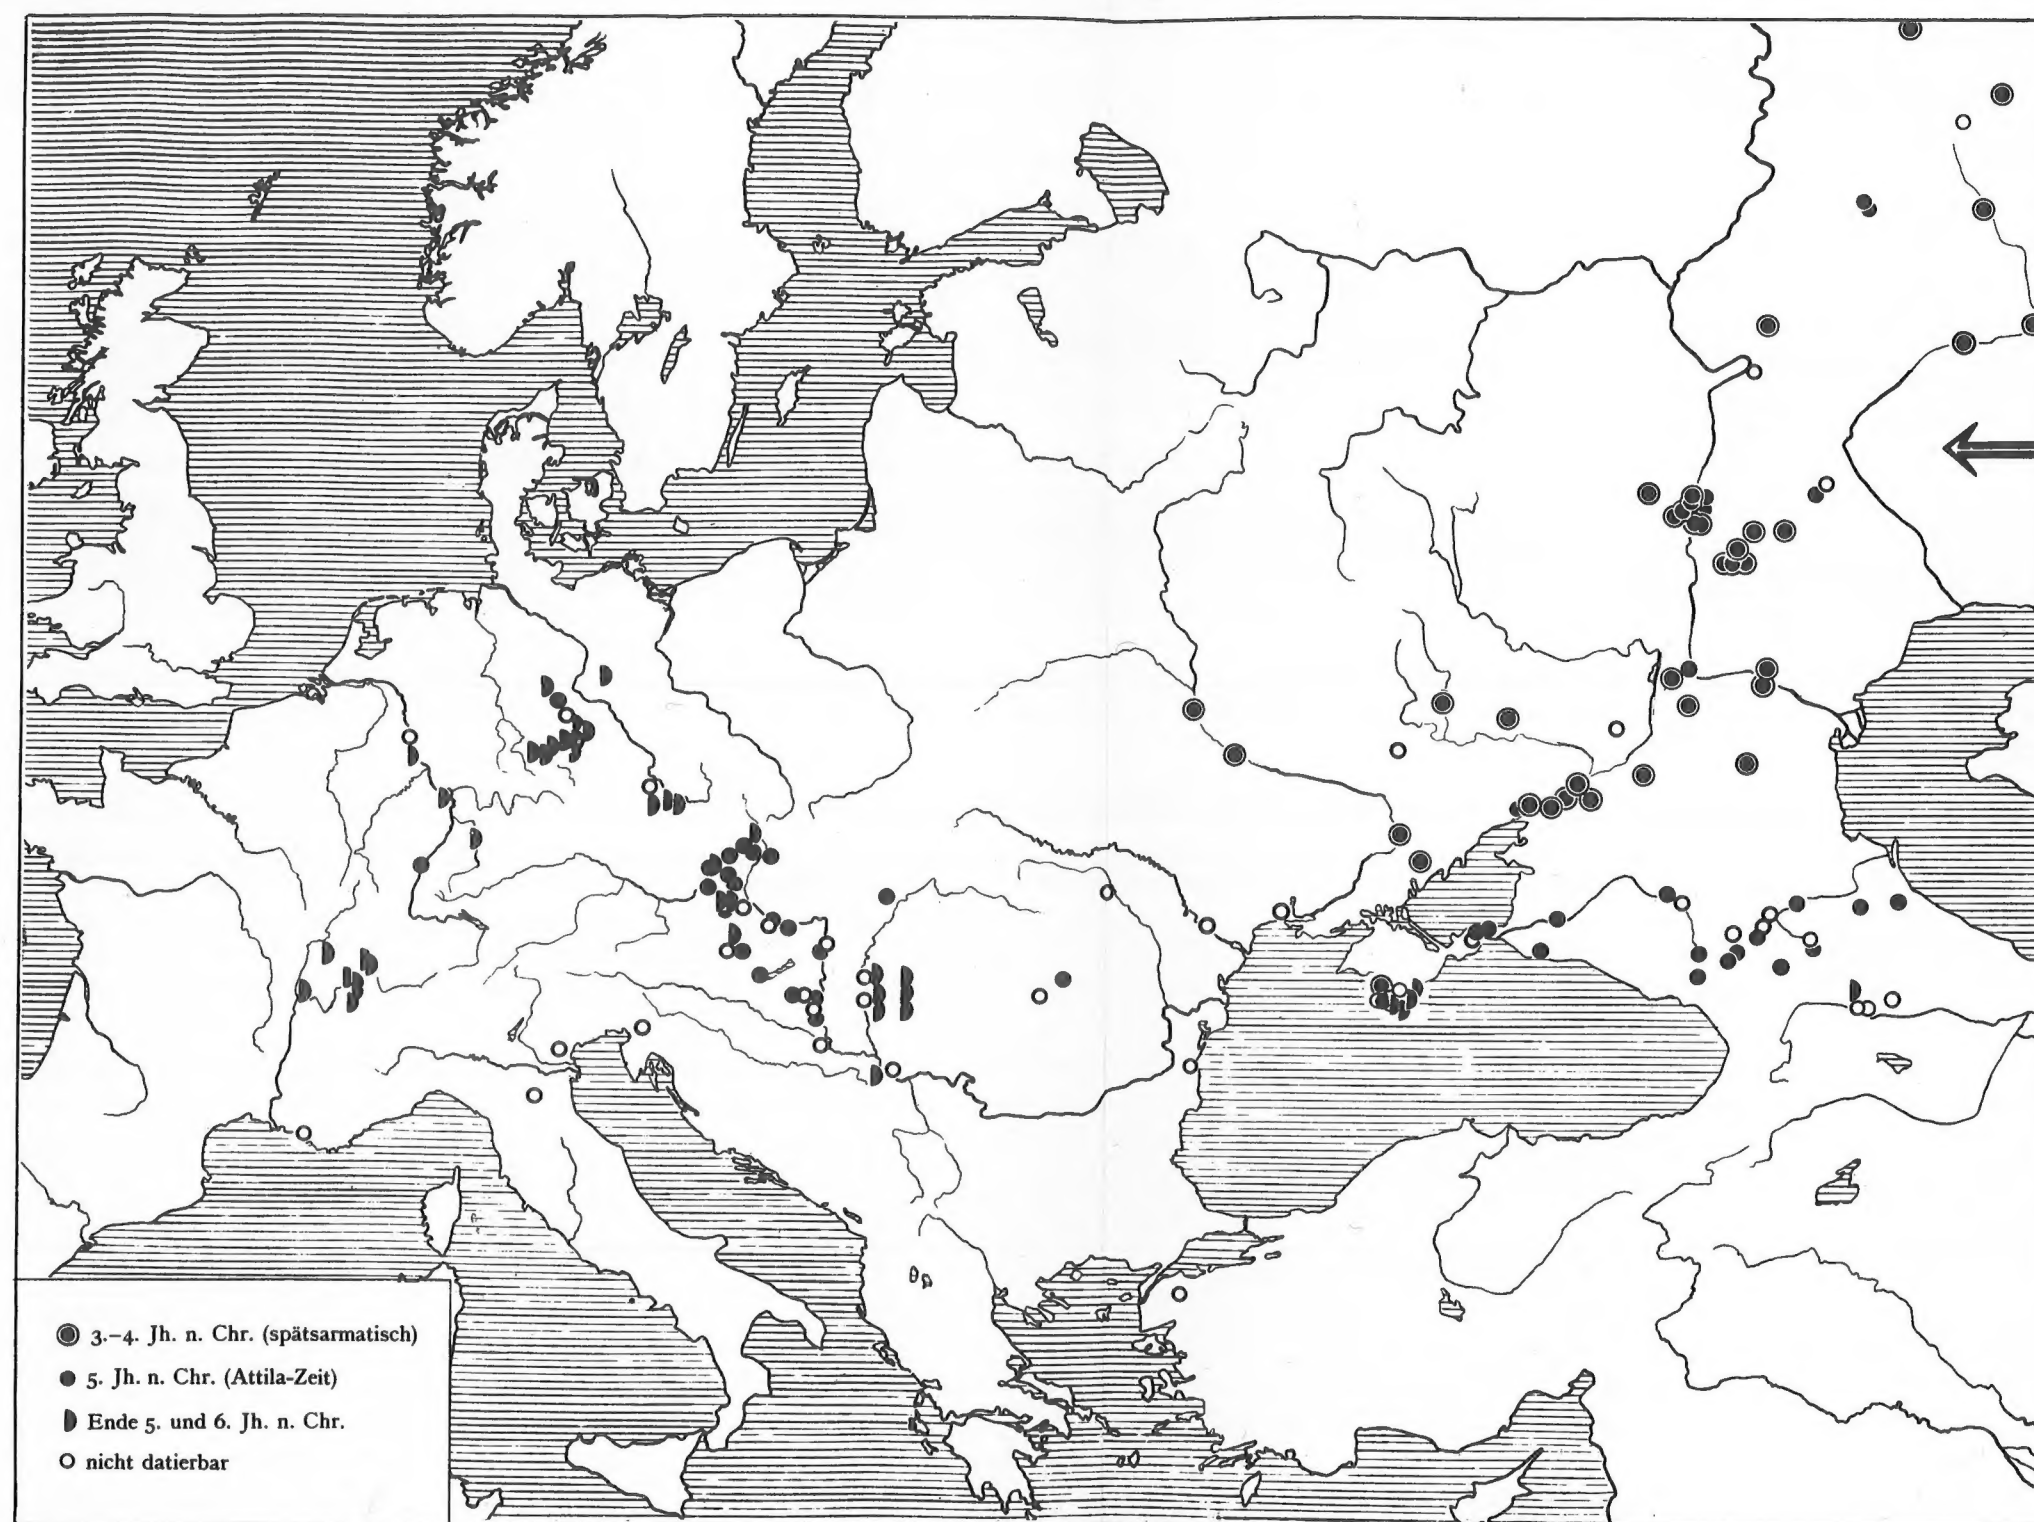 3.–4. Jh. n. Chr. (spätsarmatisch)
5. Jh. n. Chr. (Attila-Zeit)
Ende 5. und 6. Jh. n. Chr.
nicht datierbar